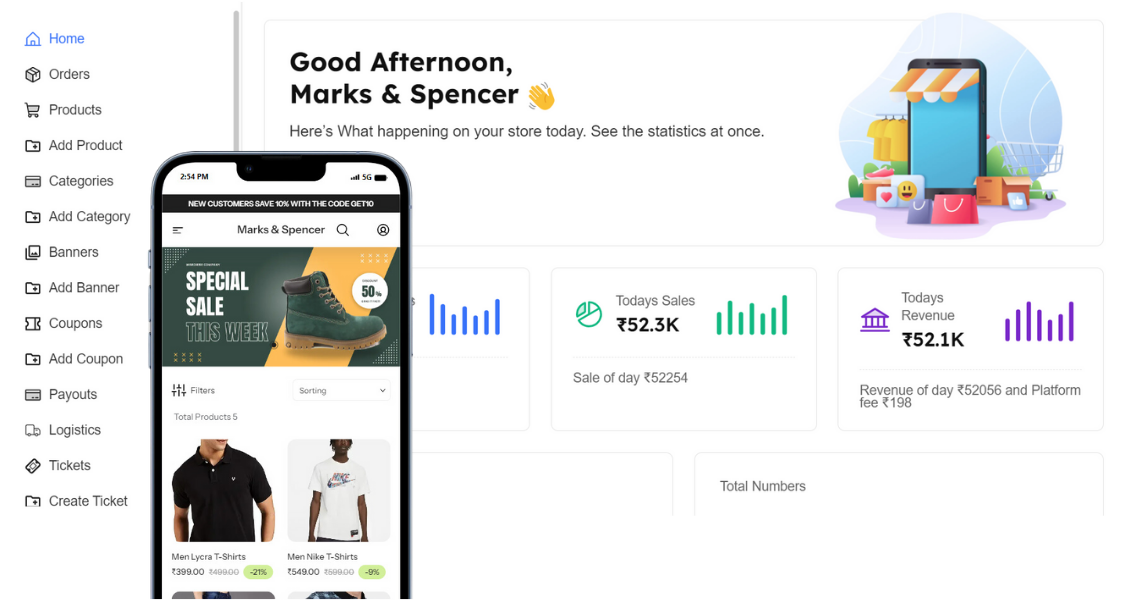 Home
Orders
Products
Add Product
Categories
Add Category
Banners
Add Banner
Coupons
Add Coupon
Payouts
Logistics
Tickets
Create Ticket
Good Afternoon,
Marks & Spencer 👋
Here's What happening on your store today. See the statistics at once.
Todays Sales
₹52.3K
Sale of day ₹52254
Todays
Revenue
₹52.1K
Revenue of day ₹52056 and Platform
fee ₹198
Total Numbers
2:54 PM
5G
NEW CUSTOMERS SAVE 10% WITH THE CODE GET10
Marks & Spencer
SPECIAL
SALE
THIS WEEK
50%
Filters
Sorting
Total Products 5
Men Lycra T-Shirts
₹399.00 ₹499.00 -21%
Men Nike T-Shirts
₹549.00 ₹599.00 -9%